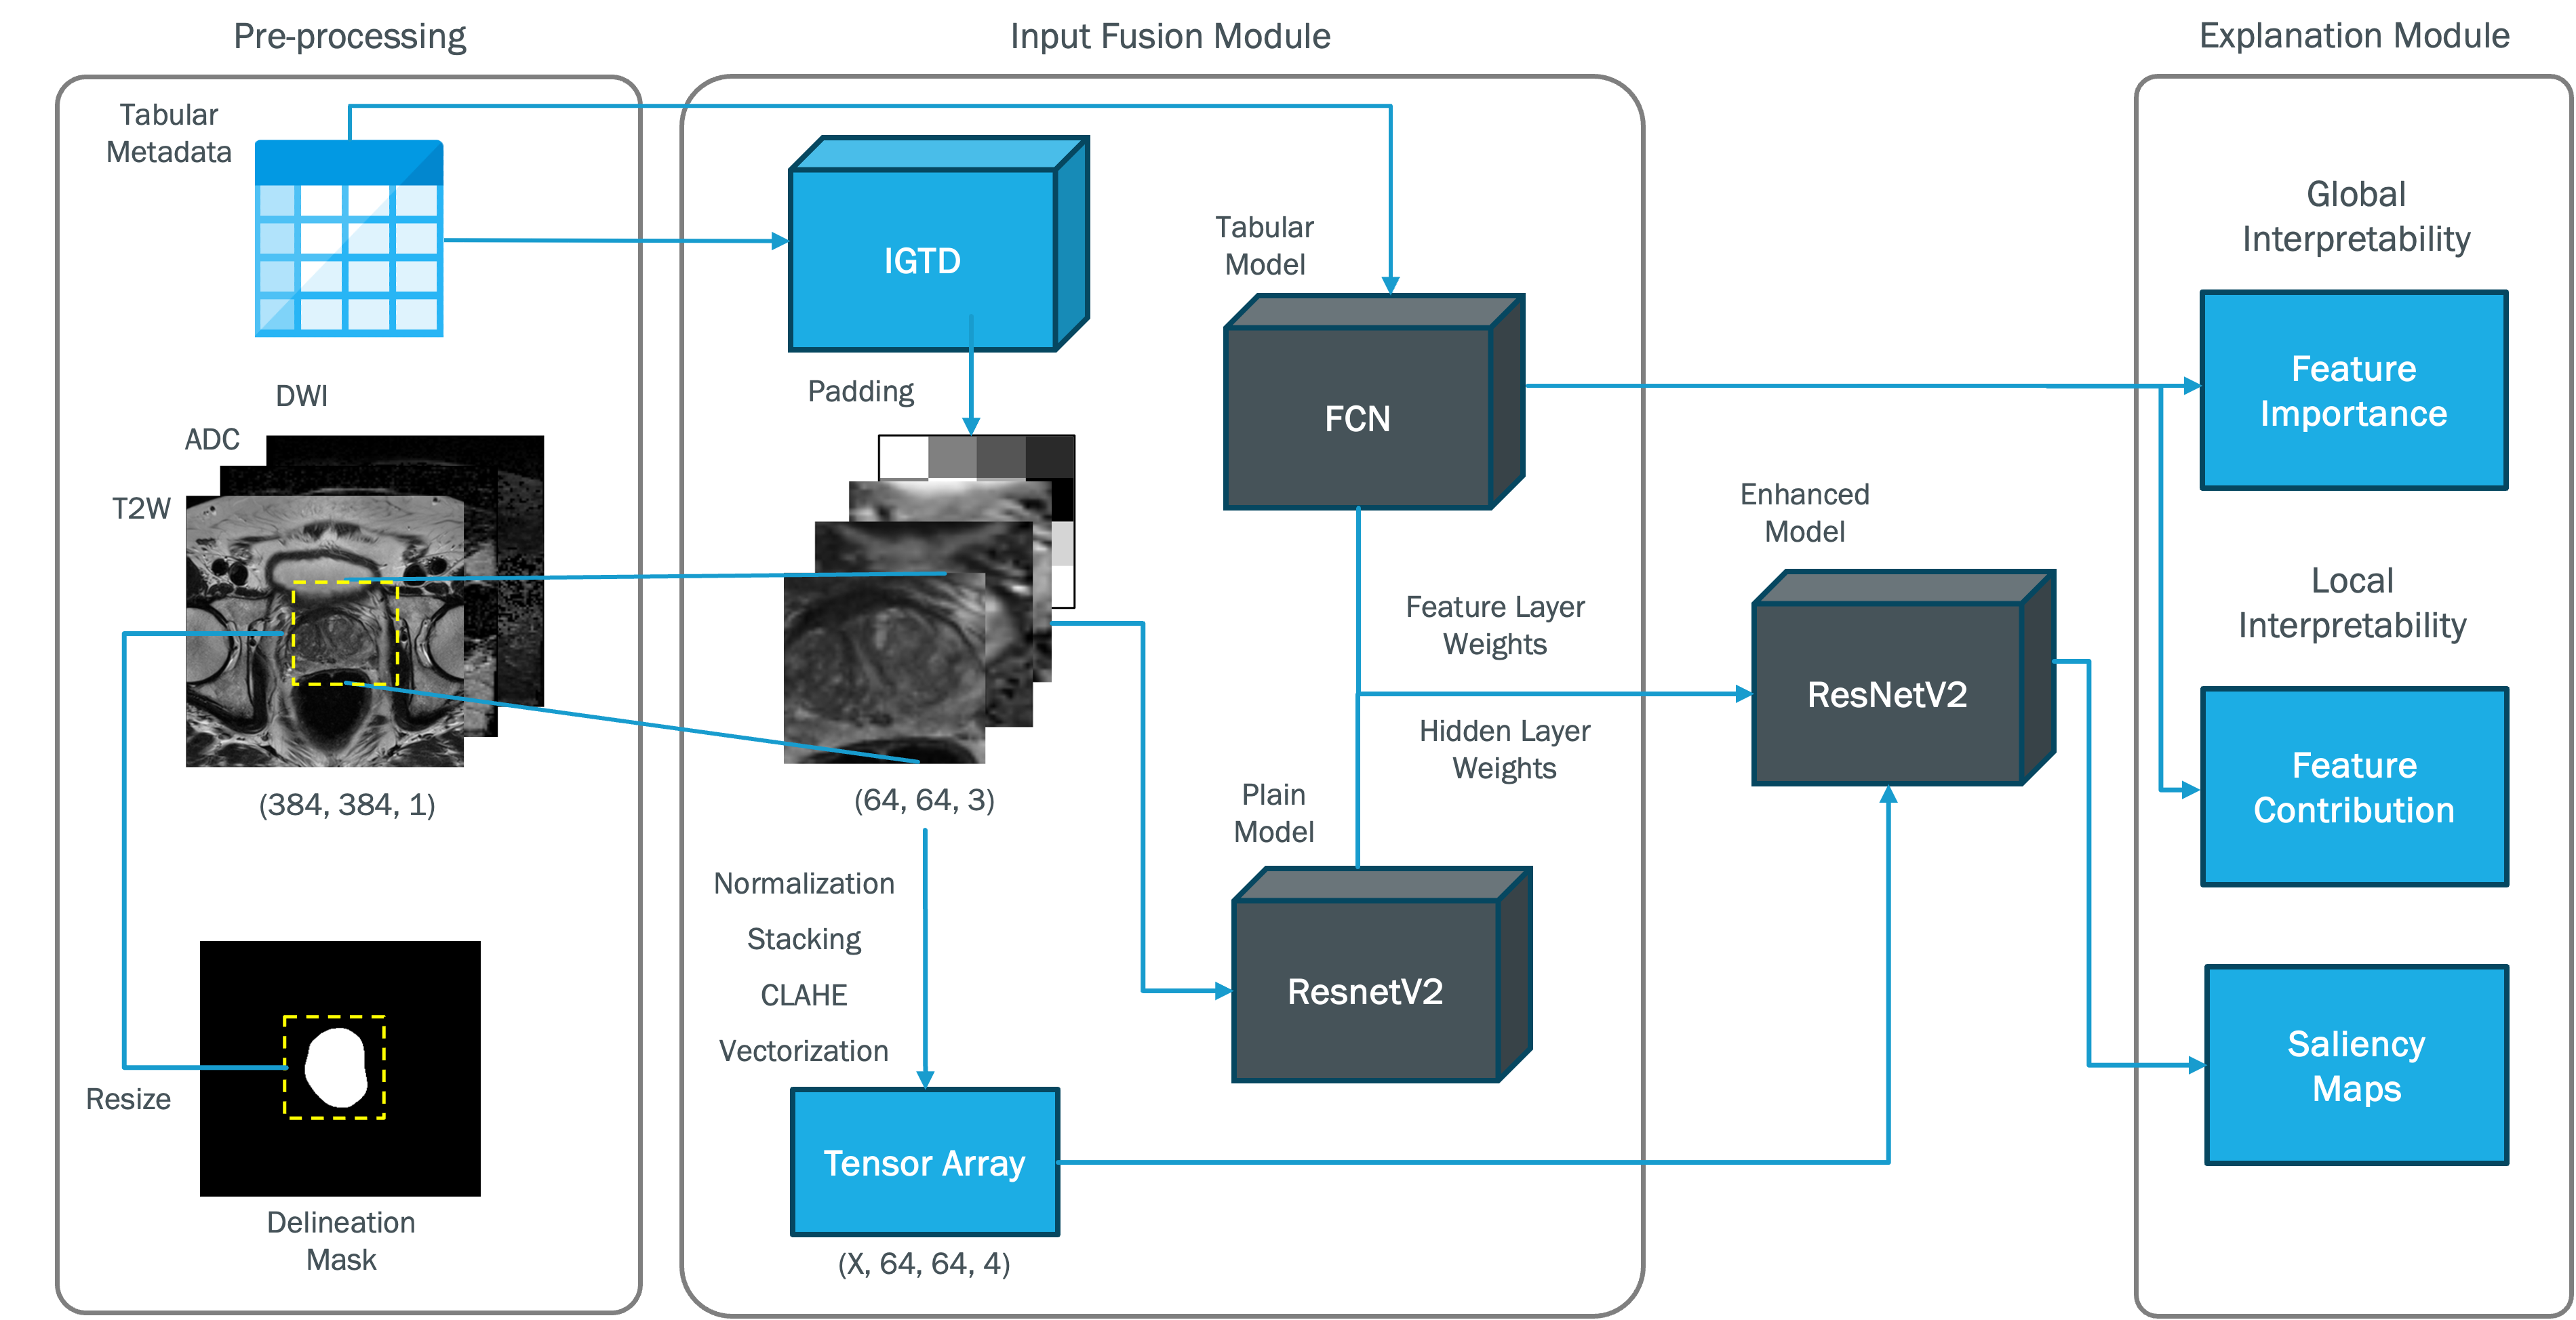 Pre-processing
Input Fusion Module
Explanation Module
Tabular
Metadata
DWI
ADC
T2W
(384, 384, 1)
Resize
Delineation
Mask
IGTD
Padding
(64, 64, 3)
Normalization
Stacking
CLAHE
Vectorization
Tensor Array
(X, 64, 64, 4)
Tabular
Model
FCN
Feature Layer
Weights
Hidden Layer
Weights
Plain
Model
ResnetV2
Enhanced
Model
ResNetV2
Global
Interpretability
Feature
Importance
Local
Interpretability
Feature
Contribution
Saliency
Maps